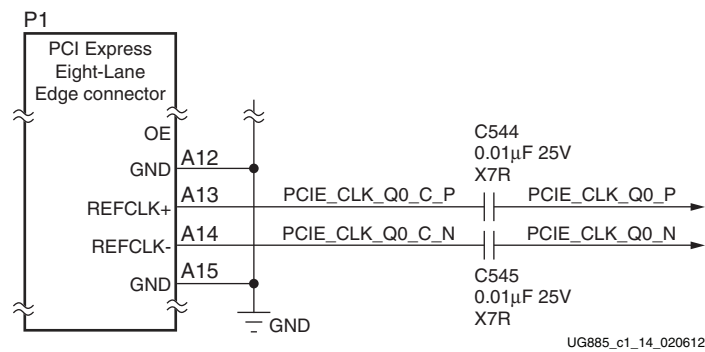 P1
PCI Express
Eight-Lane
Edge connector
OE
GND
A12
REFCLK+
A13
PCIE_CLK_Q0_C_P
PCIE_CLK_Q0_P
REFCLK-
A14
PCIE_CLK_Q0_C_N
PCIE_CLK_Q0_N
GND
A15
C544
0.01μF 25V
X7R
C545
0.01μF 25V
X7R
GND
UG885_c1_14_020612